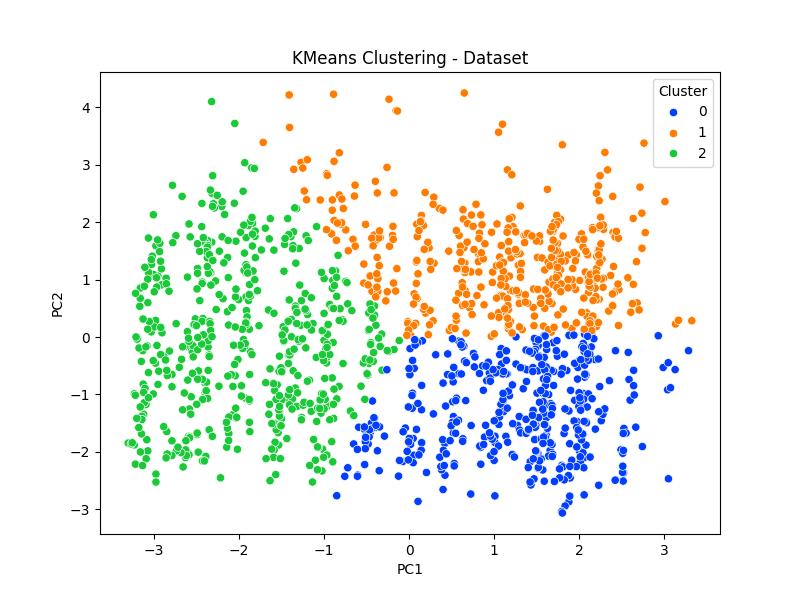 KMeans Clustering - Dataset
Cluster
0
1
2
4
3
2
1
0
−1
−2
−3
PC2
−3 −2 −1 0 1 2 3
PC1